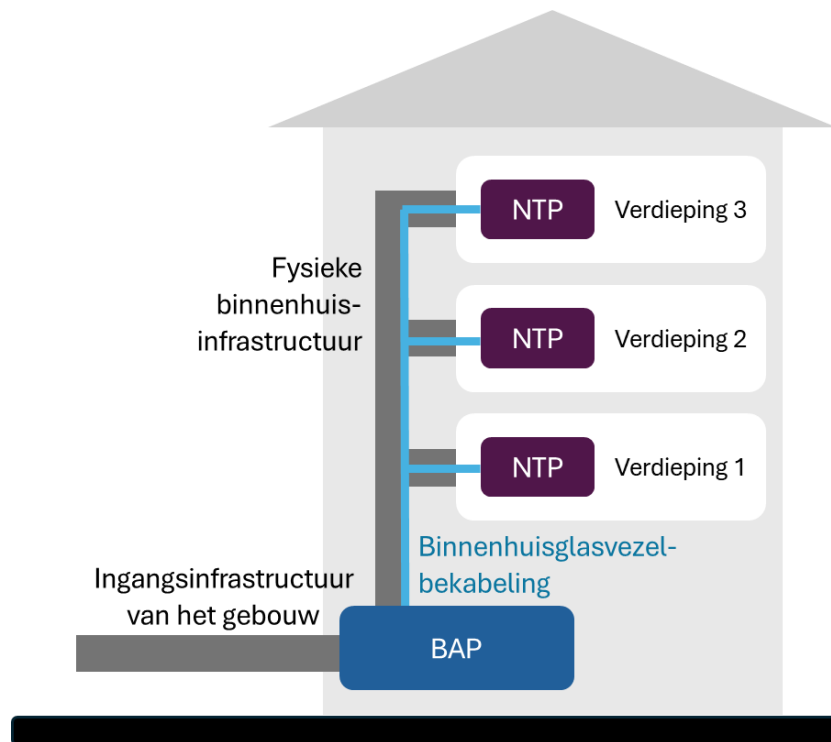 NTP
Verdieping 3
Fysieke
binnenhuis-
infrastructuur
NTP
Verdieping 2
NTP
Verdieping 1
Binnenhuisglasvezel-
bekabeling
Ingangsinfrastructuur
van het gebouw
BAP